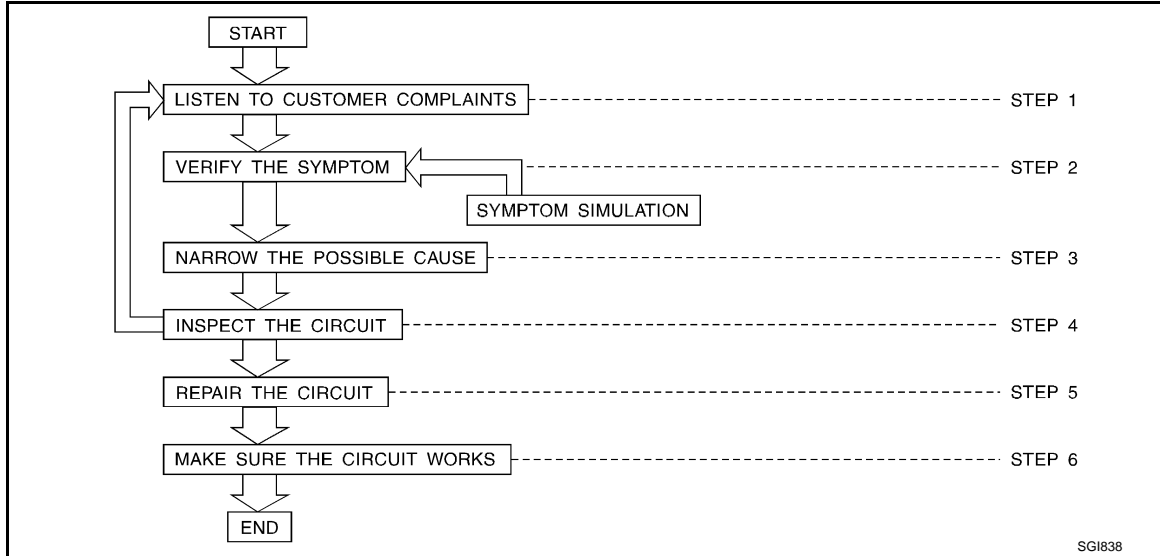 START
LISTEN TO CUSTOMER COMPLAINTS
STEP 1
VERIFY THE SYMPTOM
STEP 2
SYMPTOM SIMULATION
NARROW THE POSSIBLE CAUSE
STEP 3
INSPECT THE CIRCUIT
STEP 4
REPAIR THE CIRCUIT
STEP 5
MAKE SURE THE CIRCUIT WORKS
STEP 6
END
SGI838